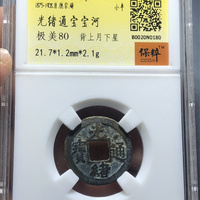 光绪通宝宝河
极美80 背上月下星
21.7*1.2mm*2.1g
80020N0180
保粹
光
寶 通
緒